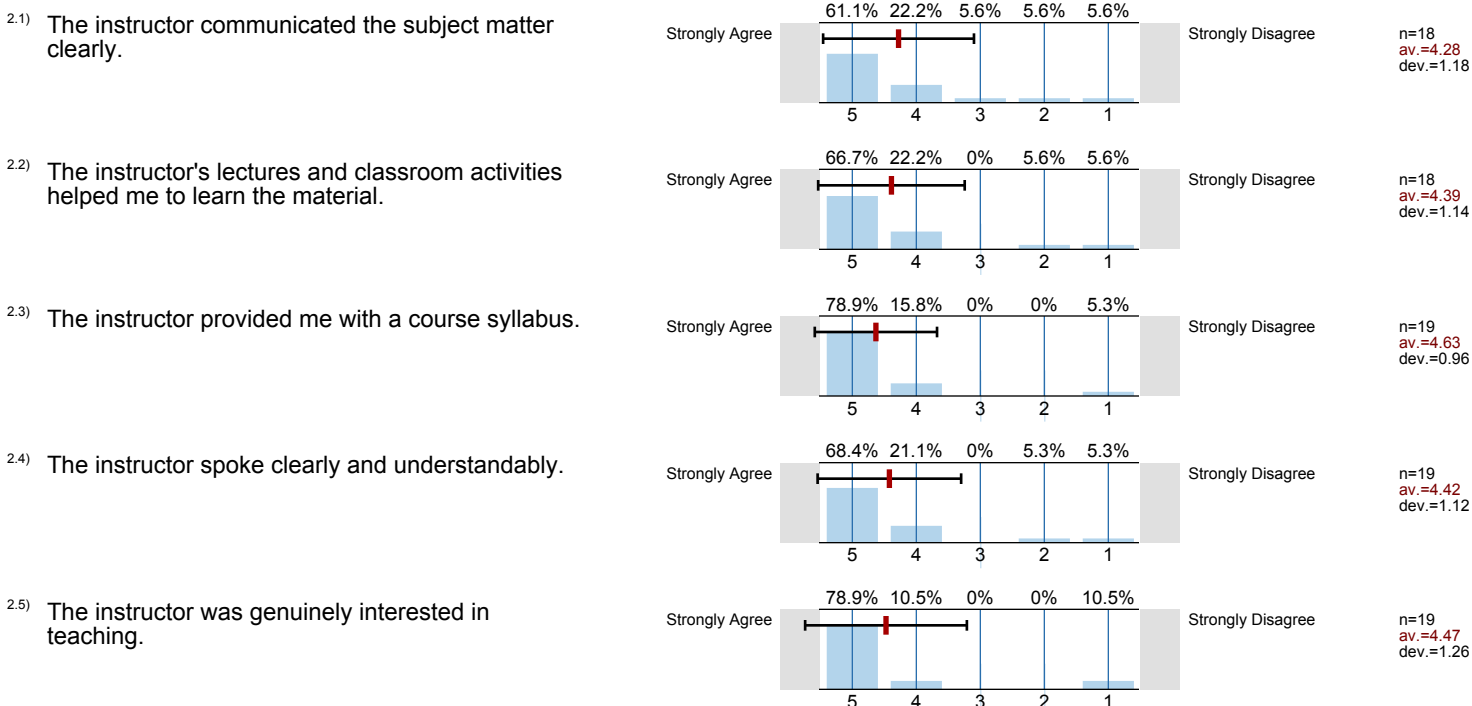 2.1) The instructor communicated the subject matter
clearly.
61.1% 22.2% 5.6% 5.6% 5.6%
Strongly Agree
Strongly Disagree
5 4 3 2 1
n=18
av.=4.28
dev.=1.18
2.2) The instructor's lectures and classroom activities
helped me to learn the material.
66.7% 22.2% 0% 5.6% 5.6%
Strongly Agree
Strongly Disagree
5 4 3 2 1
n=18
av.=4.39
dev.=1.14
2.3) The instructor provided me with a course syllabus.
78.9% 15.8% 0% 0% 5.3%
Strongly Agree
Strongly Disagree
5 4 3 2 1
n=19
av.=4.63
dev.=0.96
2.4) The instructor spoke clearly and understandably.
68.4% 21.1% 0% 5.3% 5.3%
Strongly Agree
Strongly Disagree
5 4 3 2 1
n=19
av.=4.42
dev.=1.12
2.5) The instructor was genuinely interested in
teaching.
78.9% 10.5% 0% 0% 10.5%
Strongly Agree
Strongly Disagree
5 4 3 2 1
n=19
av.=4.47
dev.=1.26